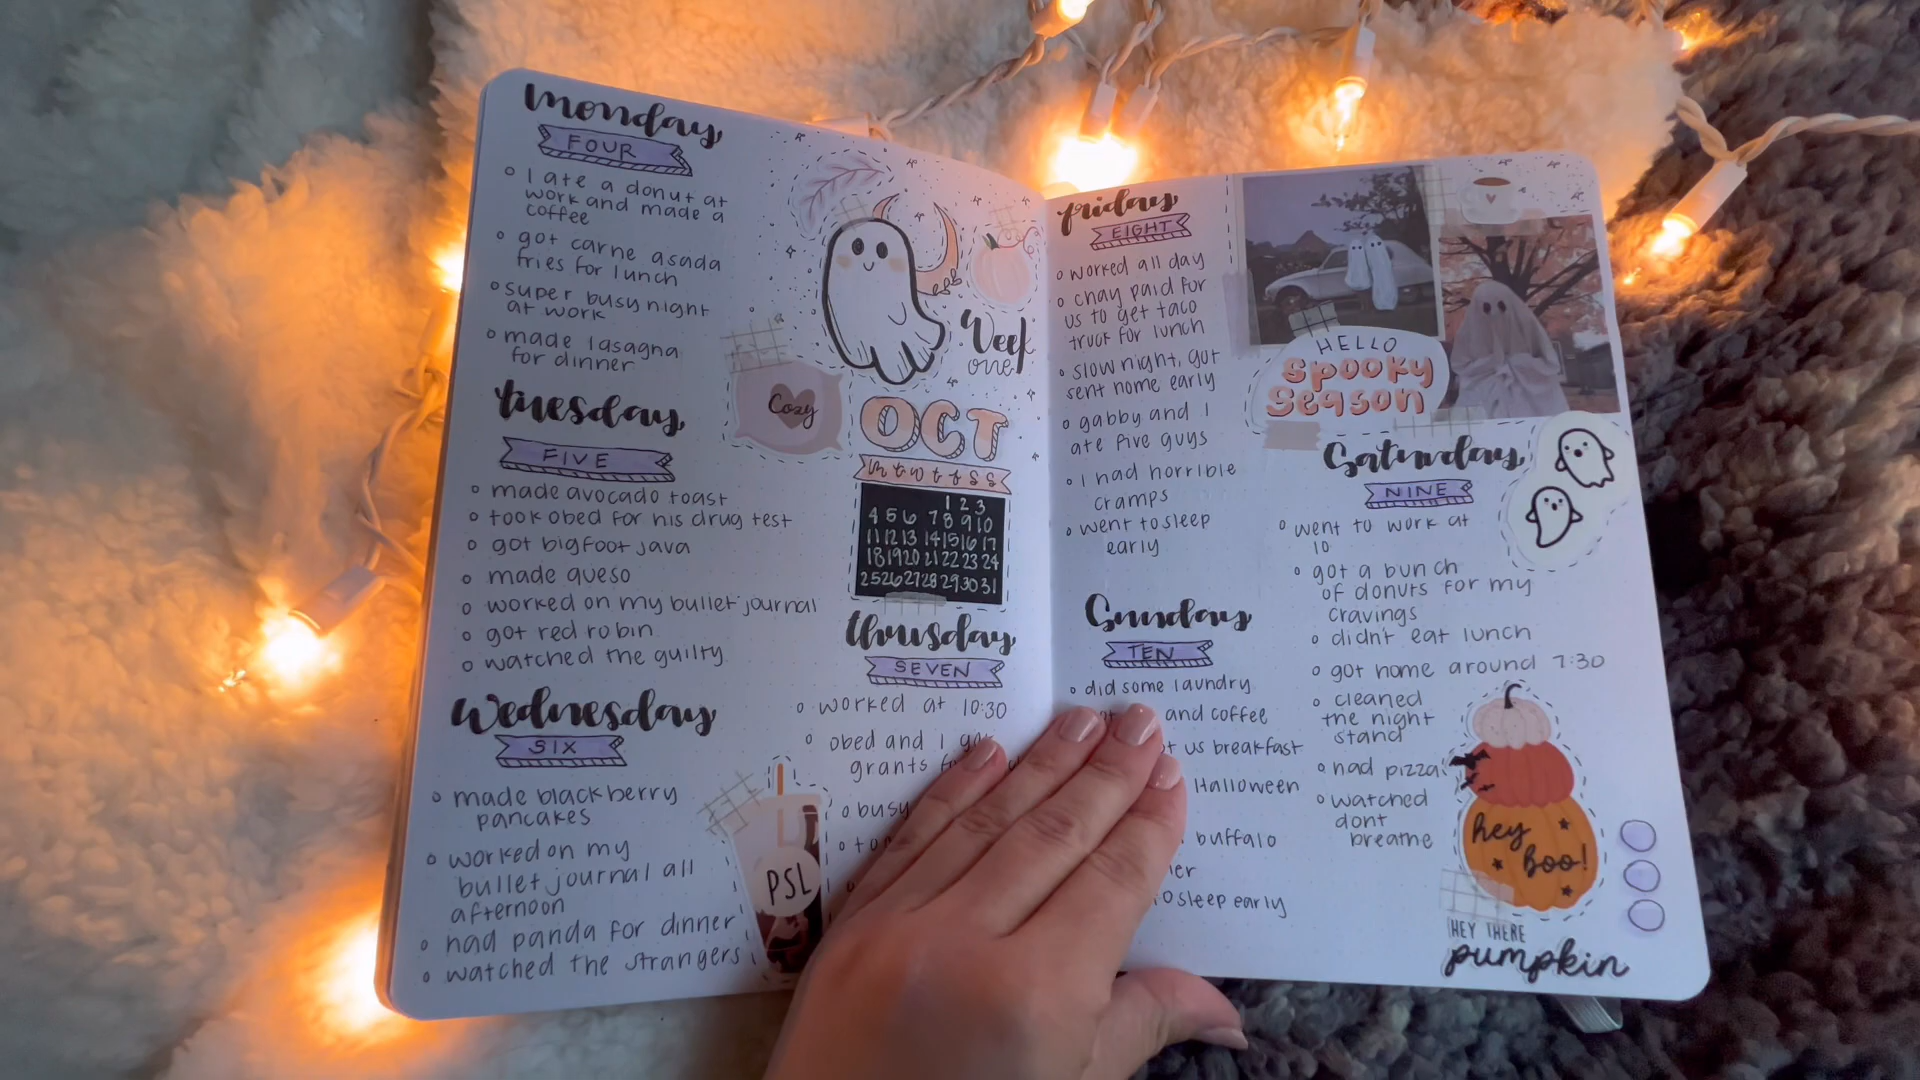 monday
FOUR
o I ate a donut at
work and made a
coffee
o got carne asada
fries for lunch
o super busy night
at work
o made lasagna
for dinner
tuesday
FIVE
o made avocado toast
o took obed for his drug test
o got bigfoot java
o made queso
o worked on my bullet journal
o got red robin
o watched the guilty
Wednesday
SIX
o made blackberry
pancakes
o worked on my
bullet journal all
afternoon
o had panda for dinner
o watched the strangers
Week
one
Cozy
OCT
m t w t f s s
1 2 3
4 5 6 7 8 9 10
11 12 13 14 15 16 17
18 19 20 21 22 23 24
25 26 27 28 29 30 31
thursday
SEVEN
o worked at 10:30
o obed and I
grants
o busy
o
PSL
friday
EIGHT
o worked all day
o chay paid for
us to get taco
truck for lunch
o slow night, got
sent home early
o gabby and I
ate five guys
o I had horrible
cramps
o went to sleep
early
Sunday
TEN
o did some laundry
and coffee
us breakfast
Halloween
buffalo
sleep early
HELLO
Spooky
Season
Saturday
NINE
o went to work at
10
o got a bunch
of donuts for my
cravings
o didn't eat lunch
o got home around 7:30
o cleaned
the night
stand
o had pizza
o watched
dont
breathe
hey
boo!
HEY THERE
pumpkin